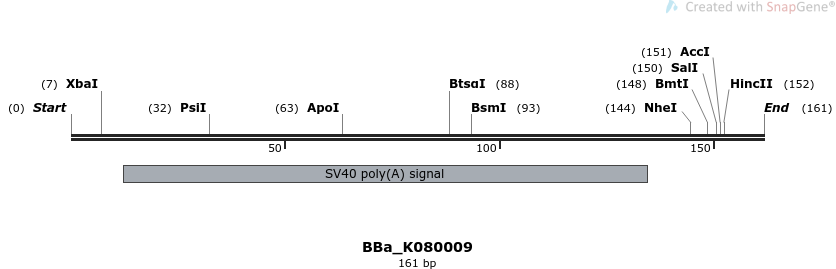 Created with SnapGene®
(151) AccI
(150) SalI
(7) XbaI BtsαI (88) (148) BmtI HincII (152)
(0) Start (32) PsiI (63) ApoI BsmI (93) (144) NheI End (161)
50 100 150
SV40 poly(A) signal
BBa_K080009
161 bp